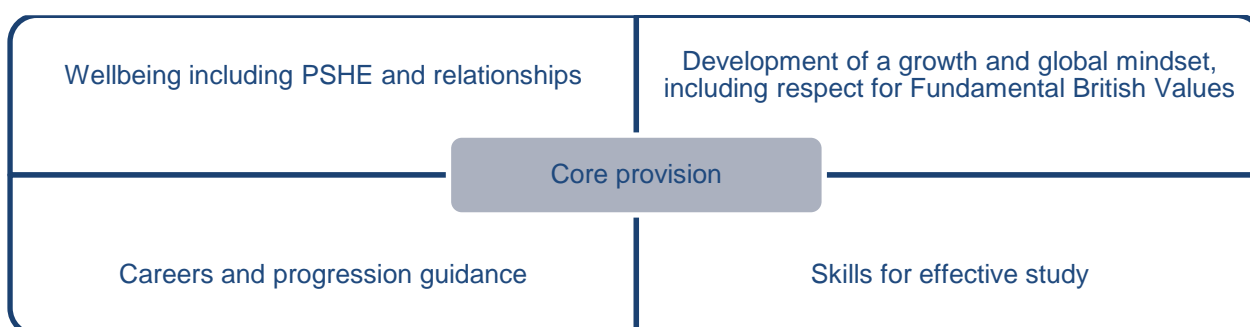 Wellbeing including PSHE and relationships
Development of a growth and global mindset,
including respect for Fundamental British Values
Core provision
Careers and progression guidance
Skills for effective study